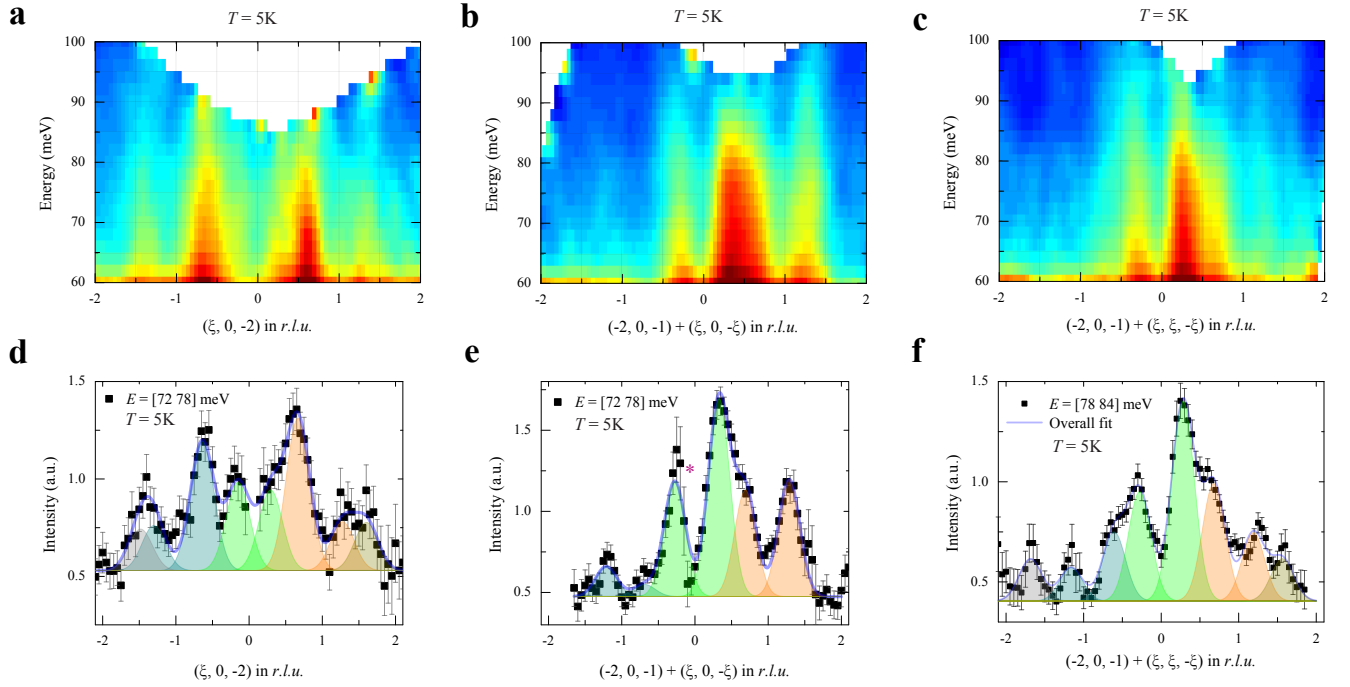 a
T = 5K
Energy (meV)
100
90
80
70
60
-2 -1 0 1 2
(ξ, 0, -2) in r.l.u.
b
T = 5K
Energy (meV)
100
90
80
70
60
-2 -1 0 1 2
(-2, 0, -1) + (ξ, 0, -ξ) in r.l.u.
c
T = 5K
Energy (meV)
100
90
80
70
60
-2 -1 0 1 2
(-2, 0, -1) + (ξ, ξ, -ξ) in r.l.u.
d
E = [72 78] meV
T = 5K
Intensity (a.u.)
1.5
1.0
0.5
-2 -1 0 1 2
(ξ, 0, -2) in r.l.u.
e
E = [72 78] meV
T = 5K
*
Intensity (a.u.)
1.5
1.0
0.5
-2 -1 0 1 2
(-2, 0, -1) + (ξ, 0, -ξ) in r.l.u.
f
E = [78 84] meV
Overall fit
T = 5K
Intensity (a.u.)
1.5
1.0
0.5
-2 -1 0 1 2
(-2, 0, -1) + (ξ, ξ, -ξ) in r.l.u.